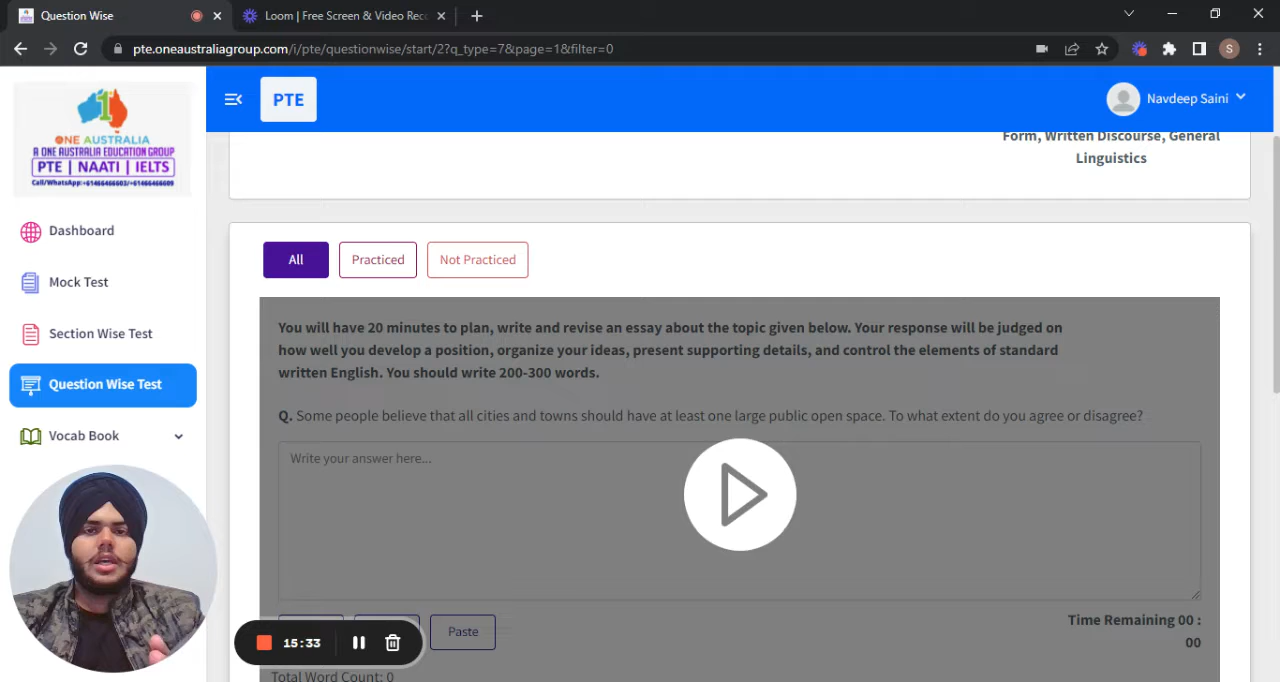 Question Wise
Loom | Free Screen & Video Reco
pte.oneaustraliagroup.com/i/pte/questionwise/start/2?q_type=7&page=1&filter=0
S
1
ONE AUSTRALIA
A ONE AUSTRALIA EDUCATION GROUP
PTE | NAATI | IELTS
PTE
Navdeep Saini
Form, Written Discourse, General
Linguistics
Dashboard
Mock Test
Section Wise Test
Question Wise Test
Vocab Book
All
Practiced
Not Practiced
You will have 20 minutes to plan, write and revise an essay about the topic given below. Your response will be judged on
how well you develop a position, organize your ideas, present supporting details, and control the elements of standard
written English. You should write 200-300 words.
Q. Some people believe that all cities and towns should have at least one large public open space. To what extent do you agree or disagree?
Write your answer here...
Paste
Time Remaining 00 :
00
15:33
Total Word Count: 0